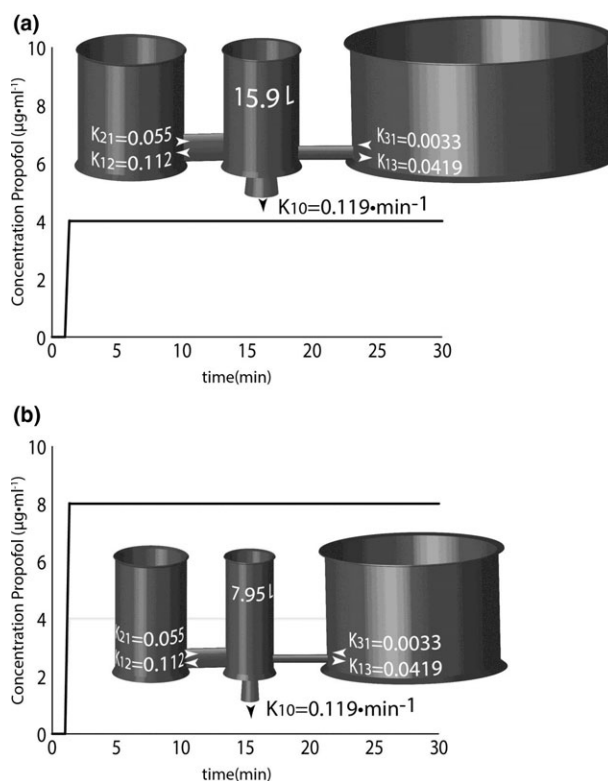 (a)
10
8
6
4
2
0
Concentration Propofol (µg·ml-1)
15.9 L
K21=0.055
K12=0.112
K31=0.0033
K13=0.0419
K10=0.119•min-1
0 5 10 15 20 25 30
time(min)
(b)
10
8
6
4
2
0
Concentration Propofol (µg·ml-1)
7.95 L
K21=0.055
K12=0.112
K31=0.0033
K13=0.0419
K10=0.119•min-1
0 5 10 15 20 25 30
time(min)